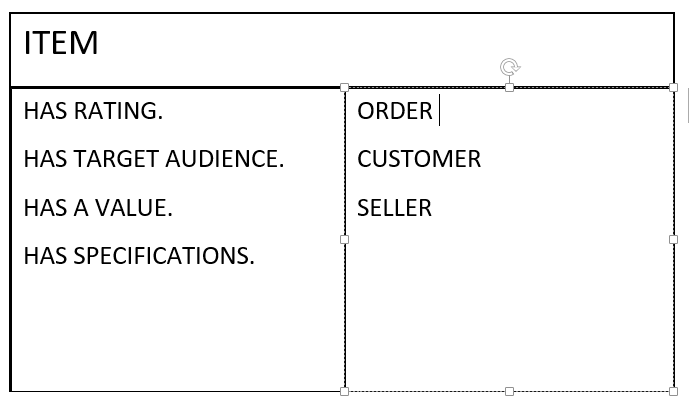 ITEM
HAS RATING.
HAS TARGET AUDIENCE.
HAS A VALUE.
HAS SPECIFICATIONS.
ORDER
CUSTOMER
SELLER